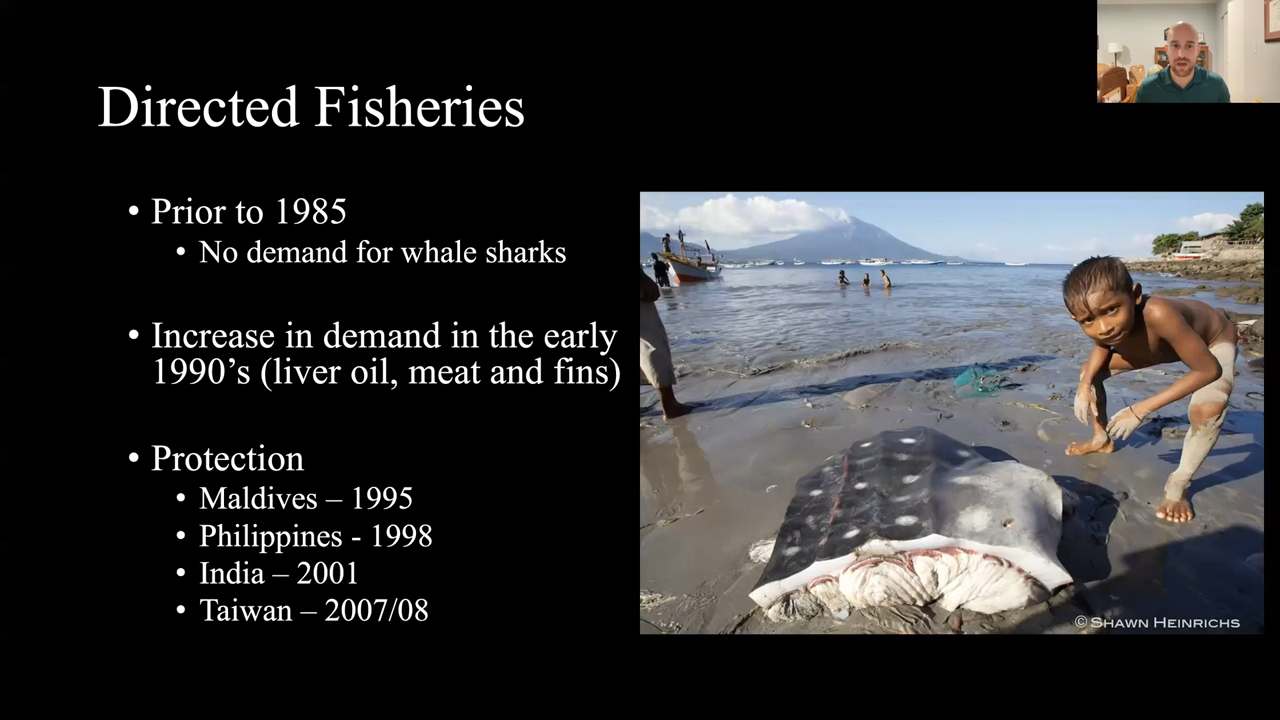 Directed Fisheries
• Prior to 1985
• No demand for whale sharks
• Increase in demand in the early
1990’s (liver oil, meat and fins)
• Protection
• Maldives – 1995
• Philippines - 1998
• India – 2001
• Taiwan – 2007/08
© Shawn Heinrichs